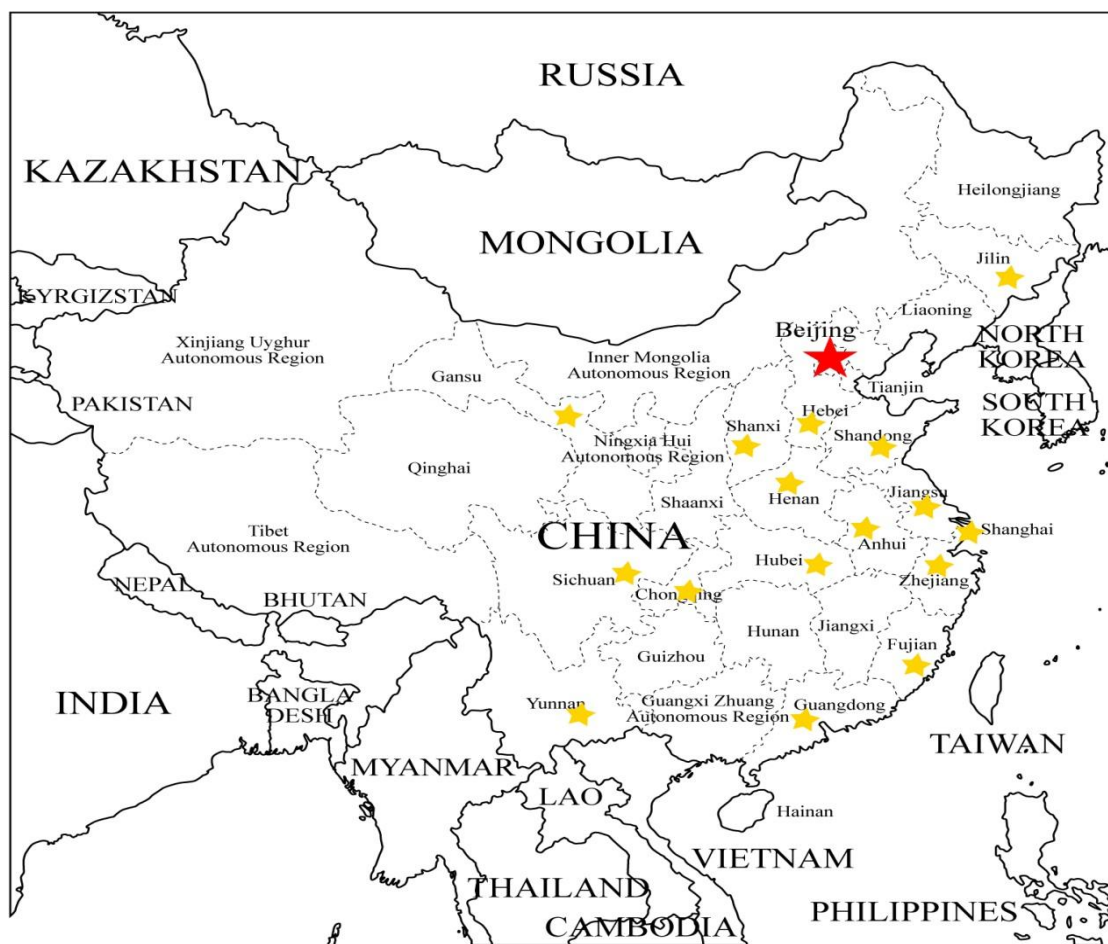 RUSSIA
KAZAKHSTAN
Heilongjiang
MONGOLIA
Jilin
KYRGIZSTAN
Liaoning
Beijing
NORTH
KOREA
Xinjiang Uyghur
Autonomous Region
Inner Mongolia
Autonomous Region
Gansu
Tianjin
PAKISTAN
SOUTH
KOREA
Hebei
Shanxi
Shandong
Ningxia Hui
Autonomous Region
Qinghai
Jiangsu
Henan
Shaanxi
Shanghai
Tibet
Autonomous Region
CHINA
Anhui
Hubei
Zhejiang
NEPAL
Sichuan
Chongqing
BHUTAN
Hunan
Jiangxi
Fujian
Guizhou
INDIA
BANGLA
DESH
Yunnan
Guangxi Zhuang
Autonomous Region
Guangdong
TAIWAN
MYANMAR
LAO
Hainan
VIETNAM
THAILAND
PHILIPPINES
CAMBODIA